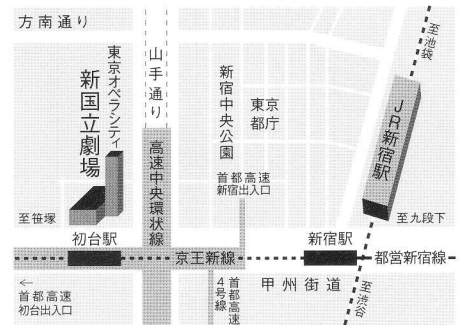 方南通り
至池袋
山手通り
東京オペラシティ
新国立劇場
新宿中央公園
東京
都庁
JR新宿駅
高速中央環状線
首都高速
新宿出入口
至笹塚
至九段下
初台駅
新宿駅
京王新線
都営新宿線
←
首都高速
初台出入口
首都高速
4号線
甲州街道
至渋谷